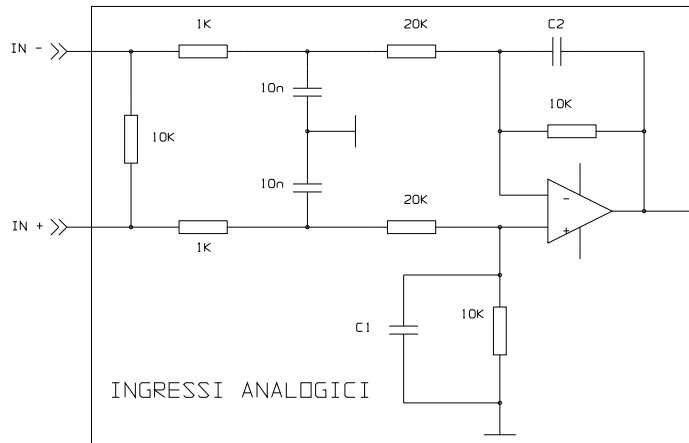 1K
20K
C2
IN -
10n
10K
10K
10n
20K
IN +
1K
-
+
C1
10K
INGRESSI ANALOGICI